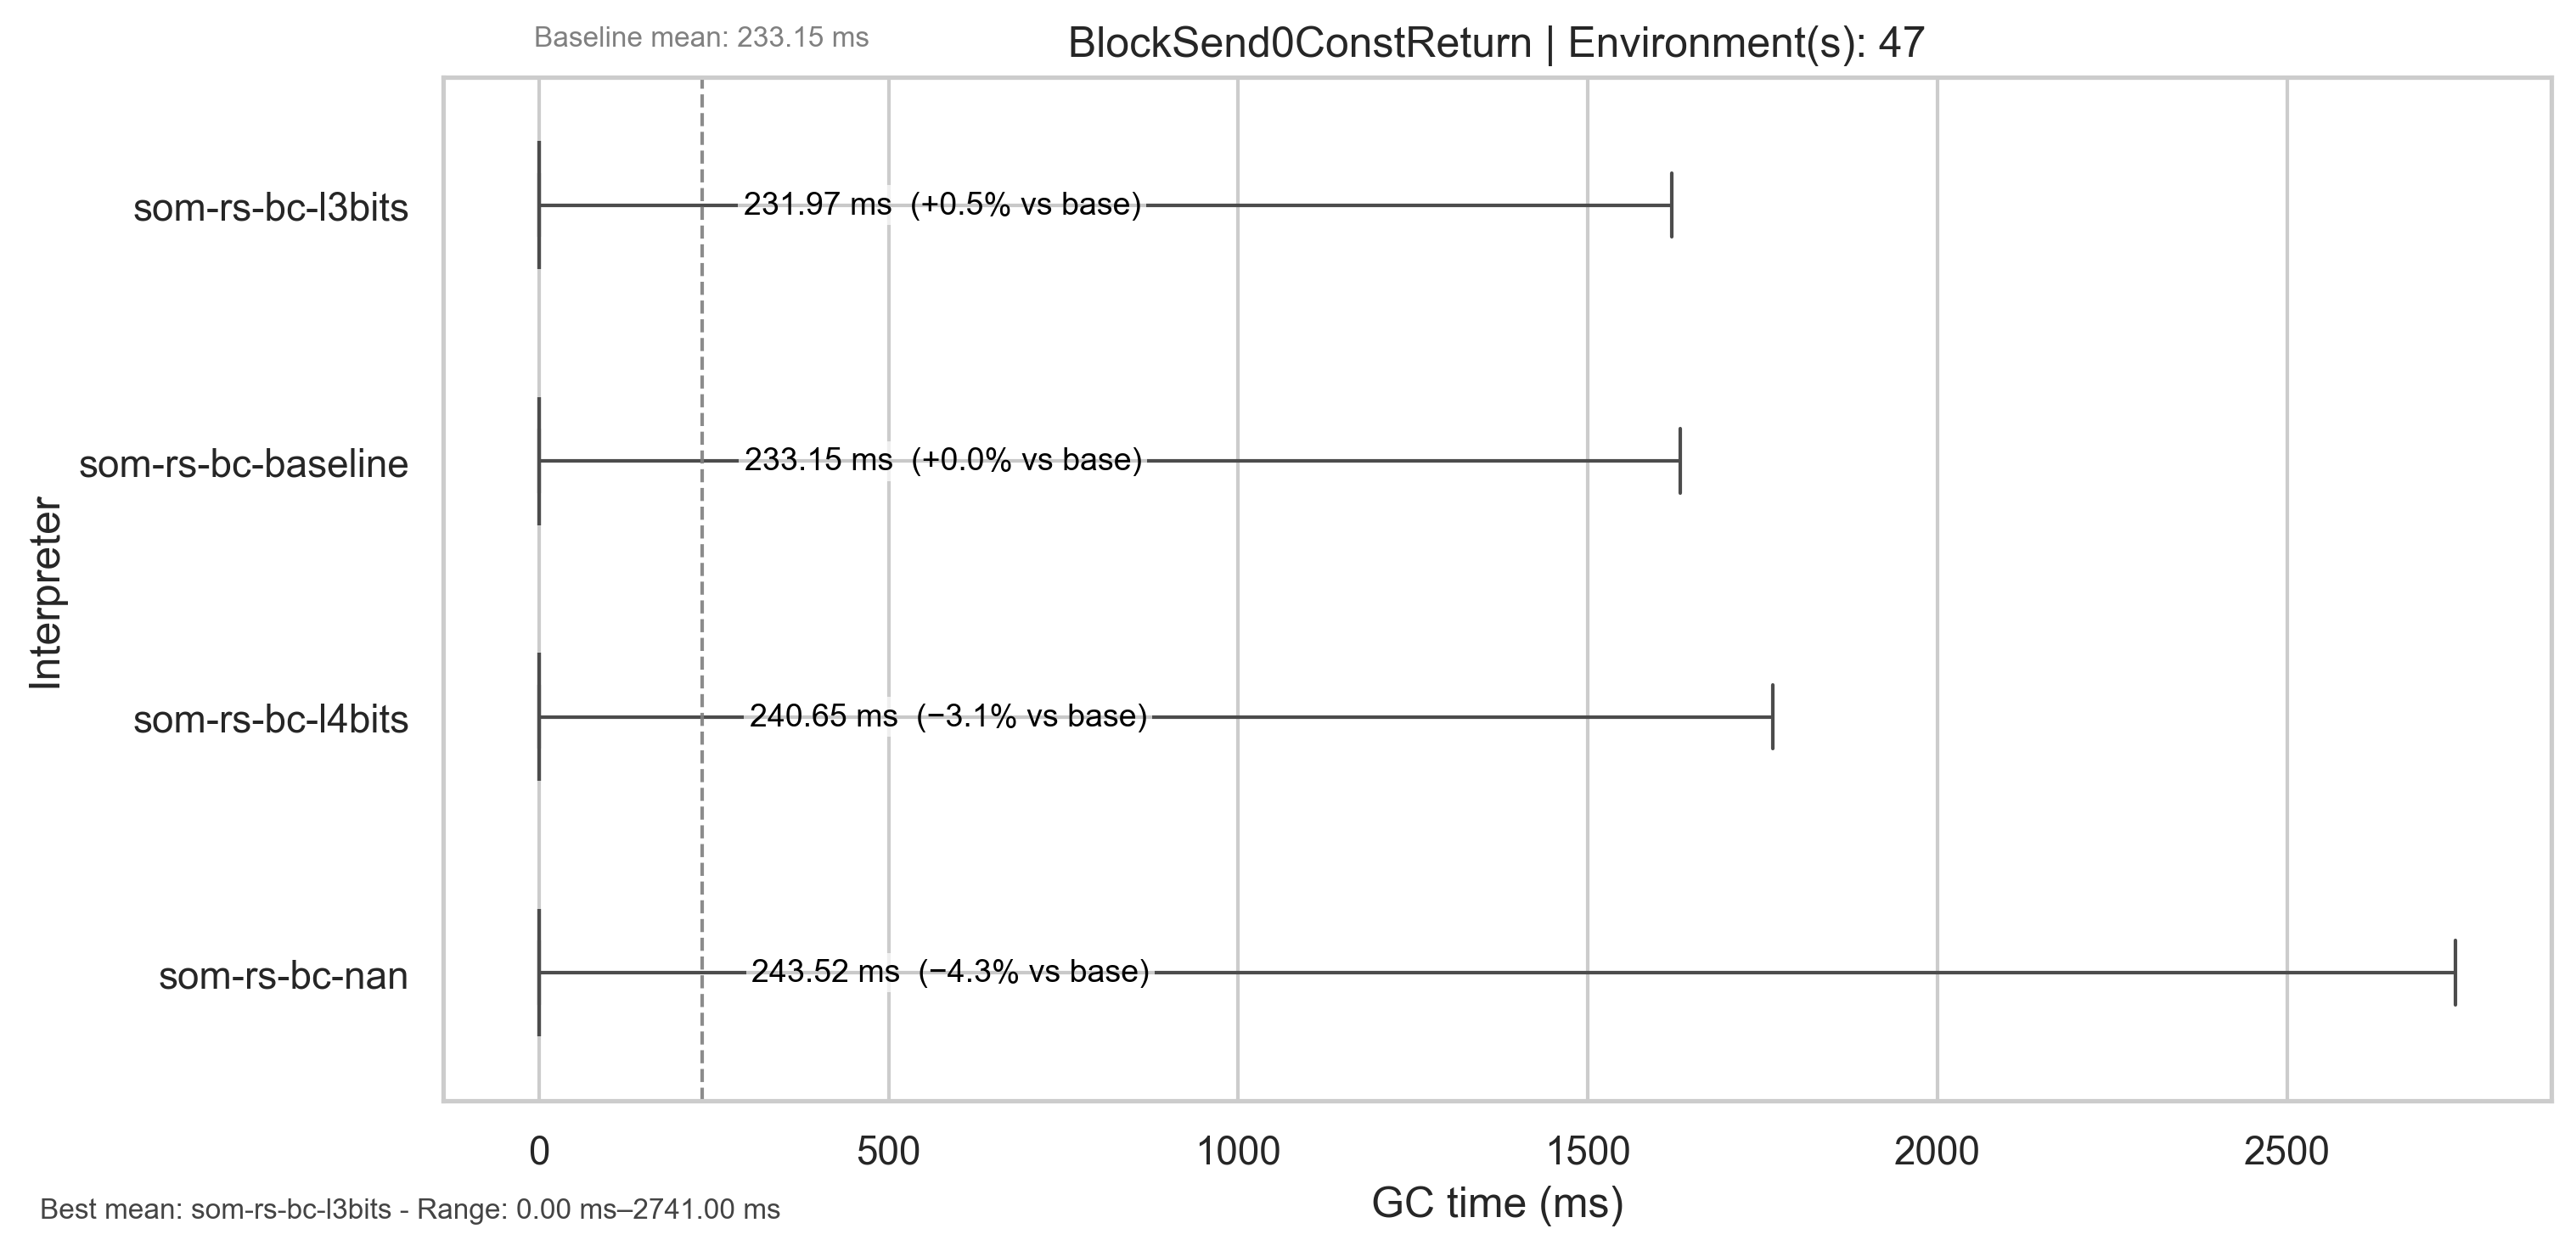 Baseline mean: 233.15 ms
BlockSend0ConstReturn | Environment(s): 47
Interpreter
som-rs-bc-l3bits
231.97 ms (+0.5% vs base)
som-rs-bc-baseline
233.15 ms (+0.0% vs base)
som-rs-bc-l4bits
240.65 ms (−3.1% vs base)
som-rs-bc-nan
243.52 ms (−4.3% vs base)
0 500 1000 1500 2000 2500
GC time (ms)
Best mean: som-rs-bc-l3bits - Range: 0.00 ms–2741.00 ms